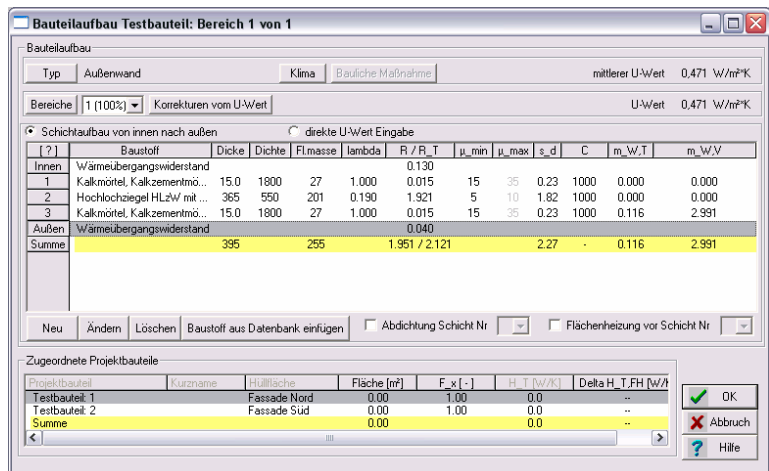 Bauteilaufbau Testbauteil: Bereich 1 von 1
Bauteilaufbau
Typ Außenwand Klima Bauliche Maßnahme mittlerer U-Wert 0,471 W/m²*K
Bereiche 1 (100%) Korrekturen vom U-Wert U-Wert 0,471 W/m²*K
Schichtaufbau von innen nach außen direkte U-Wert Eingabe
[ ? ] Baustoff Dicke Dichte Fl.masse lambda R / R_T µ_min µ_max s_d C m_W,T m_W,V
Innen Wärmeübergangswiderstand 0.130
1 Kalkmörtel, Kalkzementmö... 15.0 1800 27 1.000 0.015 15 35 0.23 1000 0.000 0.000
2 Hochlochziegel HLzW mit ... 365 550 201 0.190 1.921 5 10 1.82 1000 0.000 0.000
3 Kalkmörtel, Kalkzementmö... 15.0 1800 27 1.000 0.015 15 35 0.23 1000 0.116 2.991
Außen Wärmeübergangswiderstand 0.040
Summe 395 255 1.951 / 2.121 2.27 - 0.116 2.991
Neu Ändern Löschen Baustoff aus Datenbank einfügen Abdichtung Schicht Nr Flächenheizung vor Schicht Nr
Zugeordnete Projektbauteile
Projektbauteil Kurzname Hüllfläche Fläche [m²] F_x [ - ] H_T [W/K] Delta H_T,FH [W/
Testbauteil: 1 Fassade Nord 0.00 1.00 0.0 --
Testbauteil: 2 Fassade Süd 0.00 1.00 0.0 --
Summe 0.00 0.0 --
OK
Abbruch
Hilfe